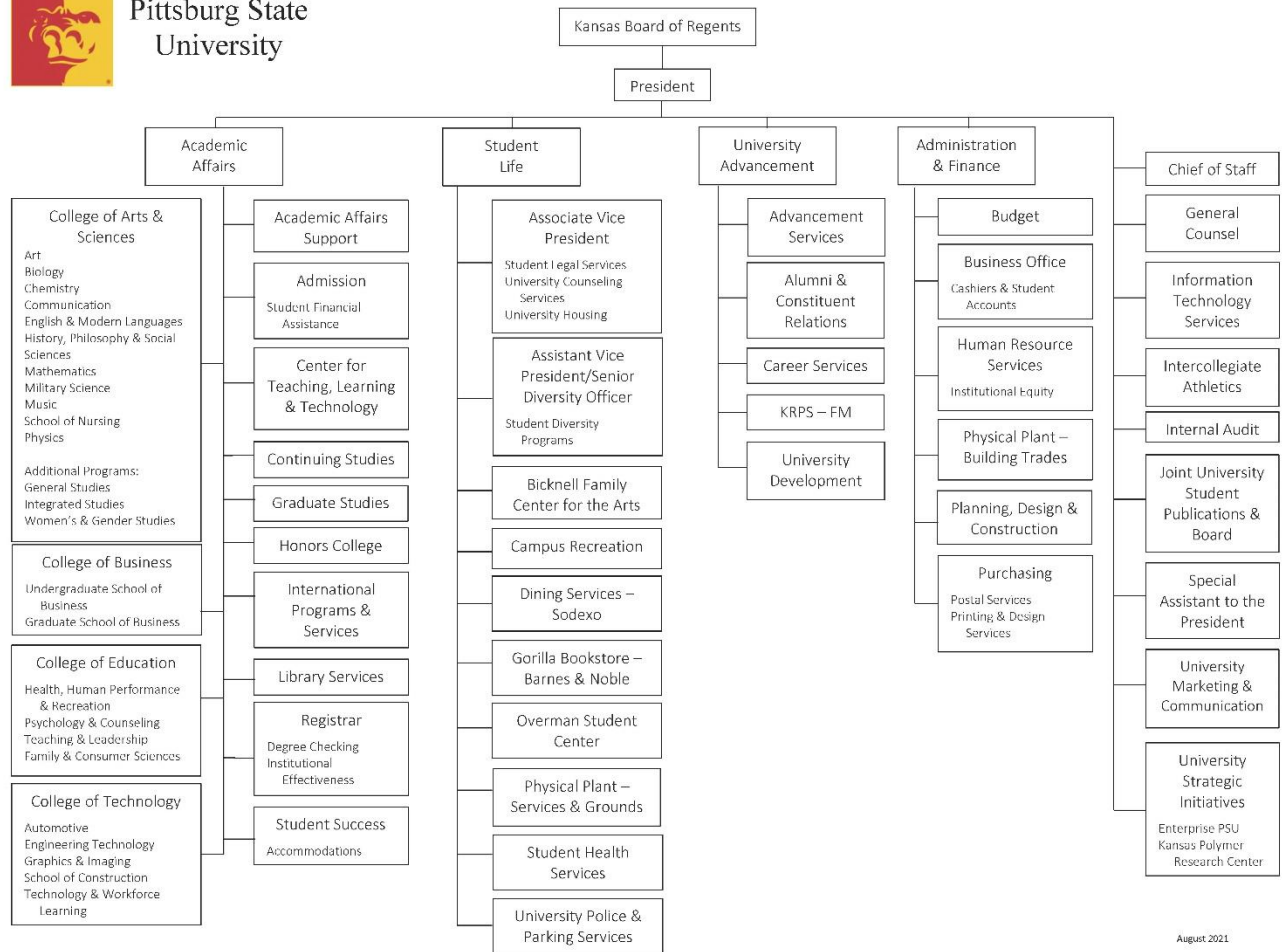 Pittsburg State
University
Kansas Board of Regents
President
Academic
Affairs
Student
Life
University
Advancement
Administration
& Finance
College of Arts &
Sciences
Art
Biology
Chemistry
Communication
English & Modern Languages
History, Philosophy & Social
Sciences
Mathematics
Military Science
Music
School of Nursing
Physics
Additional Programs:
General Studies
Integrated Studies
Women's & Gender Studies
College of Business
Undergraduate School of
Business
Graduate School of Business
College of Education
Health, Human Performance
& Recreation
Psychology & Counseling
Teaching & Leadership
Family & Consumer Sciences
College of Technology
Automotive
Engineering Technology
Graphics & Imaging
School of Construction
Technology & Workforce
Learning
Academic Affairs
Support
Admission
Student Financial
Assistance
Center for
Teaching, Learning
& Technology
Continuing Studies
Graduate Studies
Honors College
International
Programs &
Services
Library Services
Registrar
Degree Checking
Institutional
Effectiveness
Student Success
Accommodations
Associate Vice
President
Student Legal Services
University Counseling
Services
University Housing
Assistant Vice
President/Senior
Diversity Officer
Student Diversity
Programs
Bicknell Family
Center for the Arts
Campus Recreation
Dining Services –
Sodexo
Gorilla Bookstore –
Barnes & Noble
Overman Student
Center
Physical Plant –
Services & Grounds
Student Health
Services
University Police &
Parking Services
Advancement
Services
Alumni &
Constituent
Relations
Career Services
KRPS – FM
University
Development
Budget
Business Office
Cashiers & Student
Accounts
Human Resource
Services
Institutional Equity
Physical Plant –
Building Trades
Planning, Design &
Construction
Purchasing
Postal Services
Printing & Design
Services
Chief of Staff
General
Counsel
Information
Technology
Services
Intercollegiate
Athletics
Internal Audit
Joint University
Student
Publications &
Board
Special
Assistant to the
President
University
Marketing &
Communication
University
Strategic
Initiatives
Enterprise PSU
Kansas Polymer
Research Center
August 2021